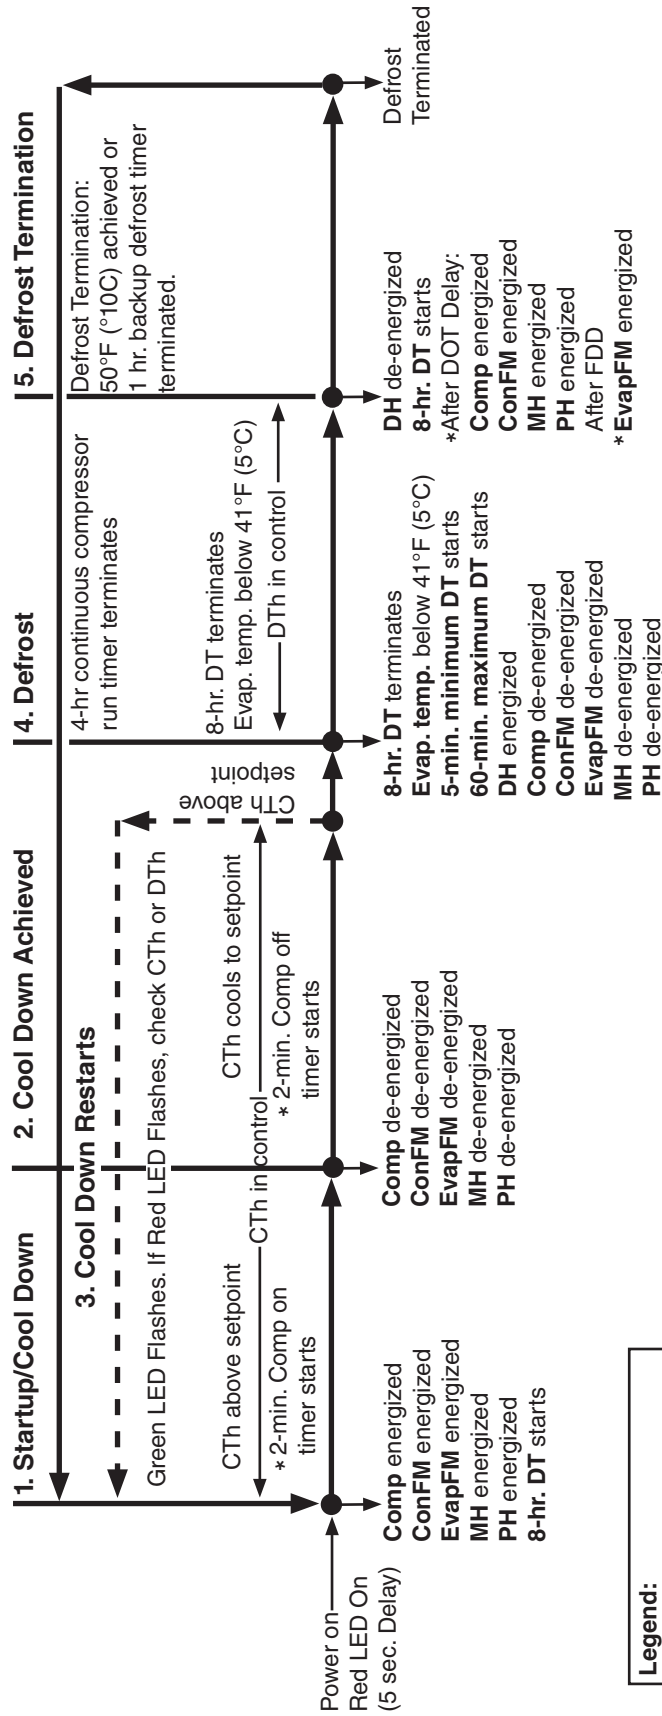 1. Startup/Cool Down
2. Cool Down Achieved
3. Cool Down Restarts
4. Defrost
5. Defrost Termination
Green LED Flashes. If Red LED Flashes, check CTh or DTh
4-hr continuous compressor
run timer terminates
Defrost Termination:
50°F (°10C) achieved or
1 hr. backup defrost timer
terminated.
CTh above setpoint
CTh in control
* 2-min. Comp on
timer starts
CTh cools to setpoint
* 2-min. Comp off
timer starts
CTh above
setpoint
8-hr. DT terminates
Evap. temp. below 41°F (5°C)
DTh in control
Power on
Red LED On
(5 sec. Delay)
Comp energized
ConFM energized
EvapFM energized
MH energized
PH energized
8-hr. DT starts
Comp de-energized
ConFM de-energized
EvapFM de-energized
MH de-energized
PH de-energized
8-hr. DT terminates
Evap. temp. below 41°F (5°C)
5-min. minimum DT starts
60-min. maximum DT starts
DH energized
Comp de-energized
ConFM de-energized
EvapFM de-energized
MH de-energized
PH de-energized
DH de-energized
8-hr. DT starts
*After DOT Delay:
Comp energized
ConFM energized
MH energized
PH energized
After FDD
* EvapFM energized
Defrost
Terminated
Legend: